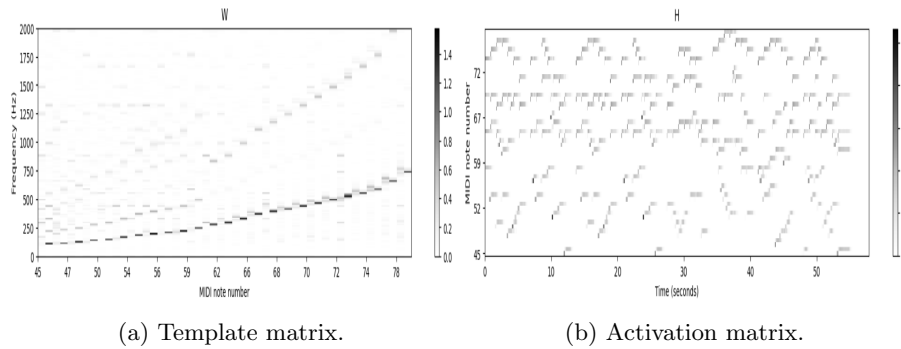 W
2000
1750
1500
1250
1000
750
500
250
0
Frequency (Hz)
45 47 50 54 56 59 62 66 68 70 72 74 78
MIDI note number
1.4
1.2
1.0
0.8
0.6
0.4
0.2
0.0
H
72
67
59
52
45
MIDI note number
0 10 20 30 40 50
Time (seconds)
(a) Template matrix.
(b) Activation matrix.